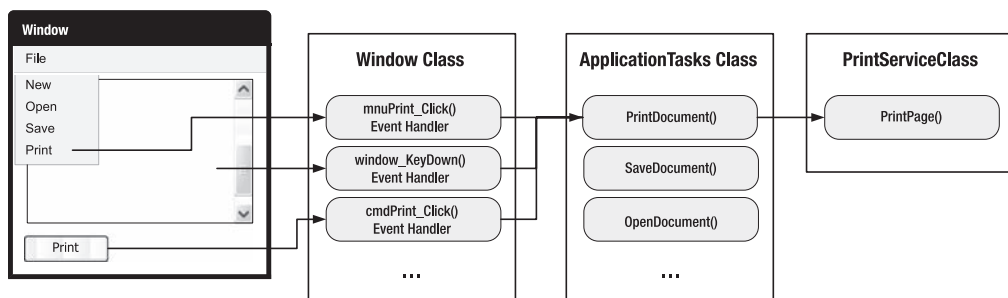 Window
File
New
Open
Save
Print
Print
Window Class
mnuPrint_Click()
Event Handler
window_KeyDown()
Event Handler
cmdPrint_Click()
Event Handler
...
ApplicationTasks Class
PrintDocument()
SaveDocument()
OpenDocument()
...
PrintServiceClass
PrintPage()